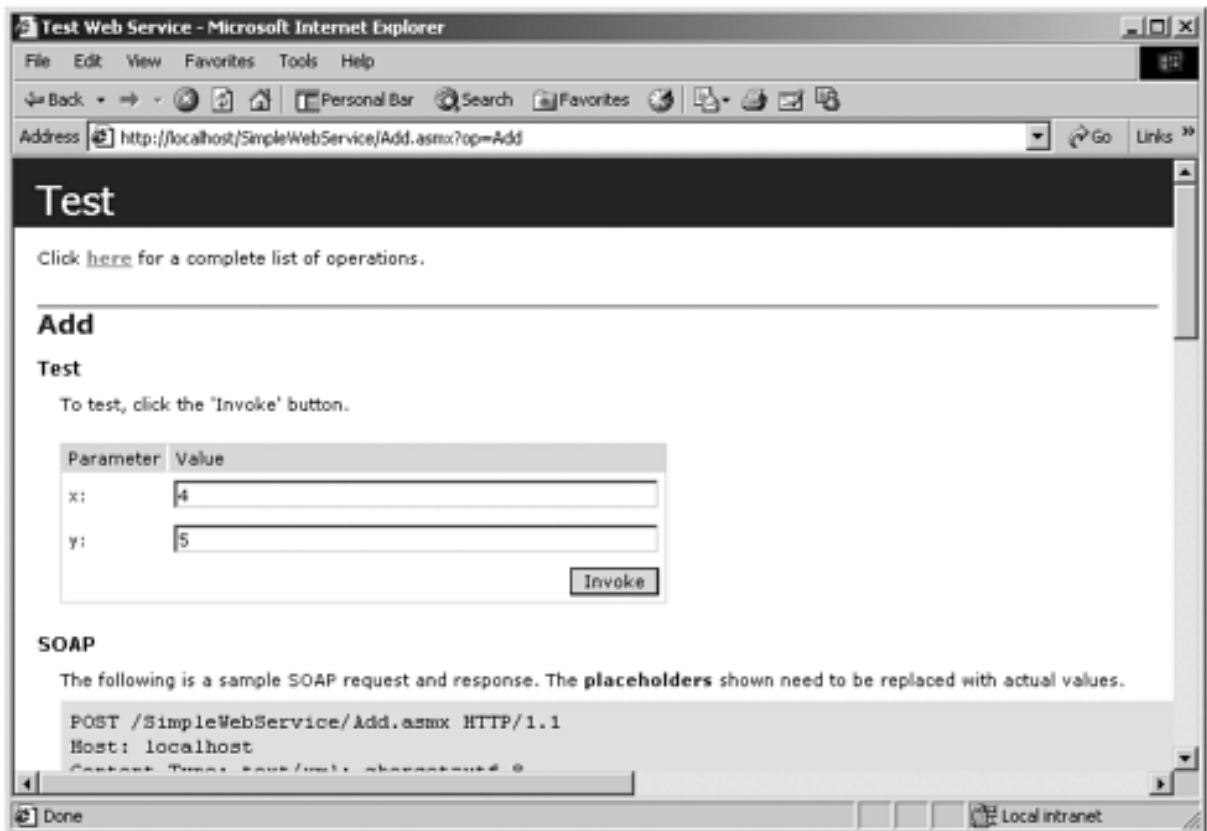 Test Web Service - Microsoft Internet Explorer
File Edit View Favorites Tools Help
Back Personal Bar Search Favorites
Address http://localhost/SimpleWebService/Add.asmx?op=Add Go Links »
Test
Click here for a complete list of operations.
Add
Test
To test, click the 'Invoke' button.
Parameter Value
x: 4
y: 5
Invoke
SOAP
The following is a sample SOAP request and response. The placeholders shown need to be replaced with actual values.
POST /SimpleWebService/Add.asmx HTTP/1.1
Host: localhost
Done Local intranet